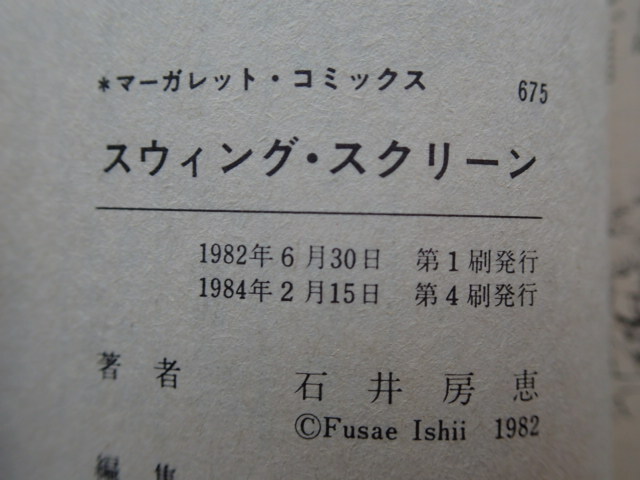 *マーガレット・コミックス 675
スウィング・スクリーン
1982年6月30日 第1刷発行
1984年2月15日 第4刷発行
著者 石井房恵
©Fusae Ishii 1982
編集